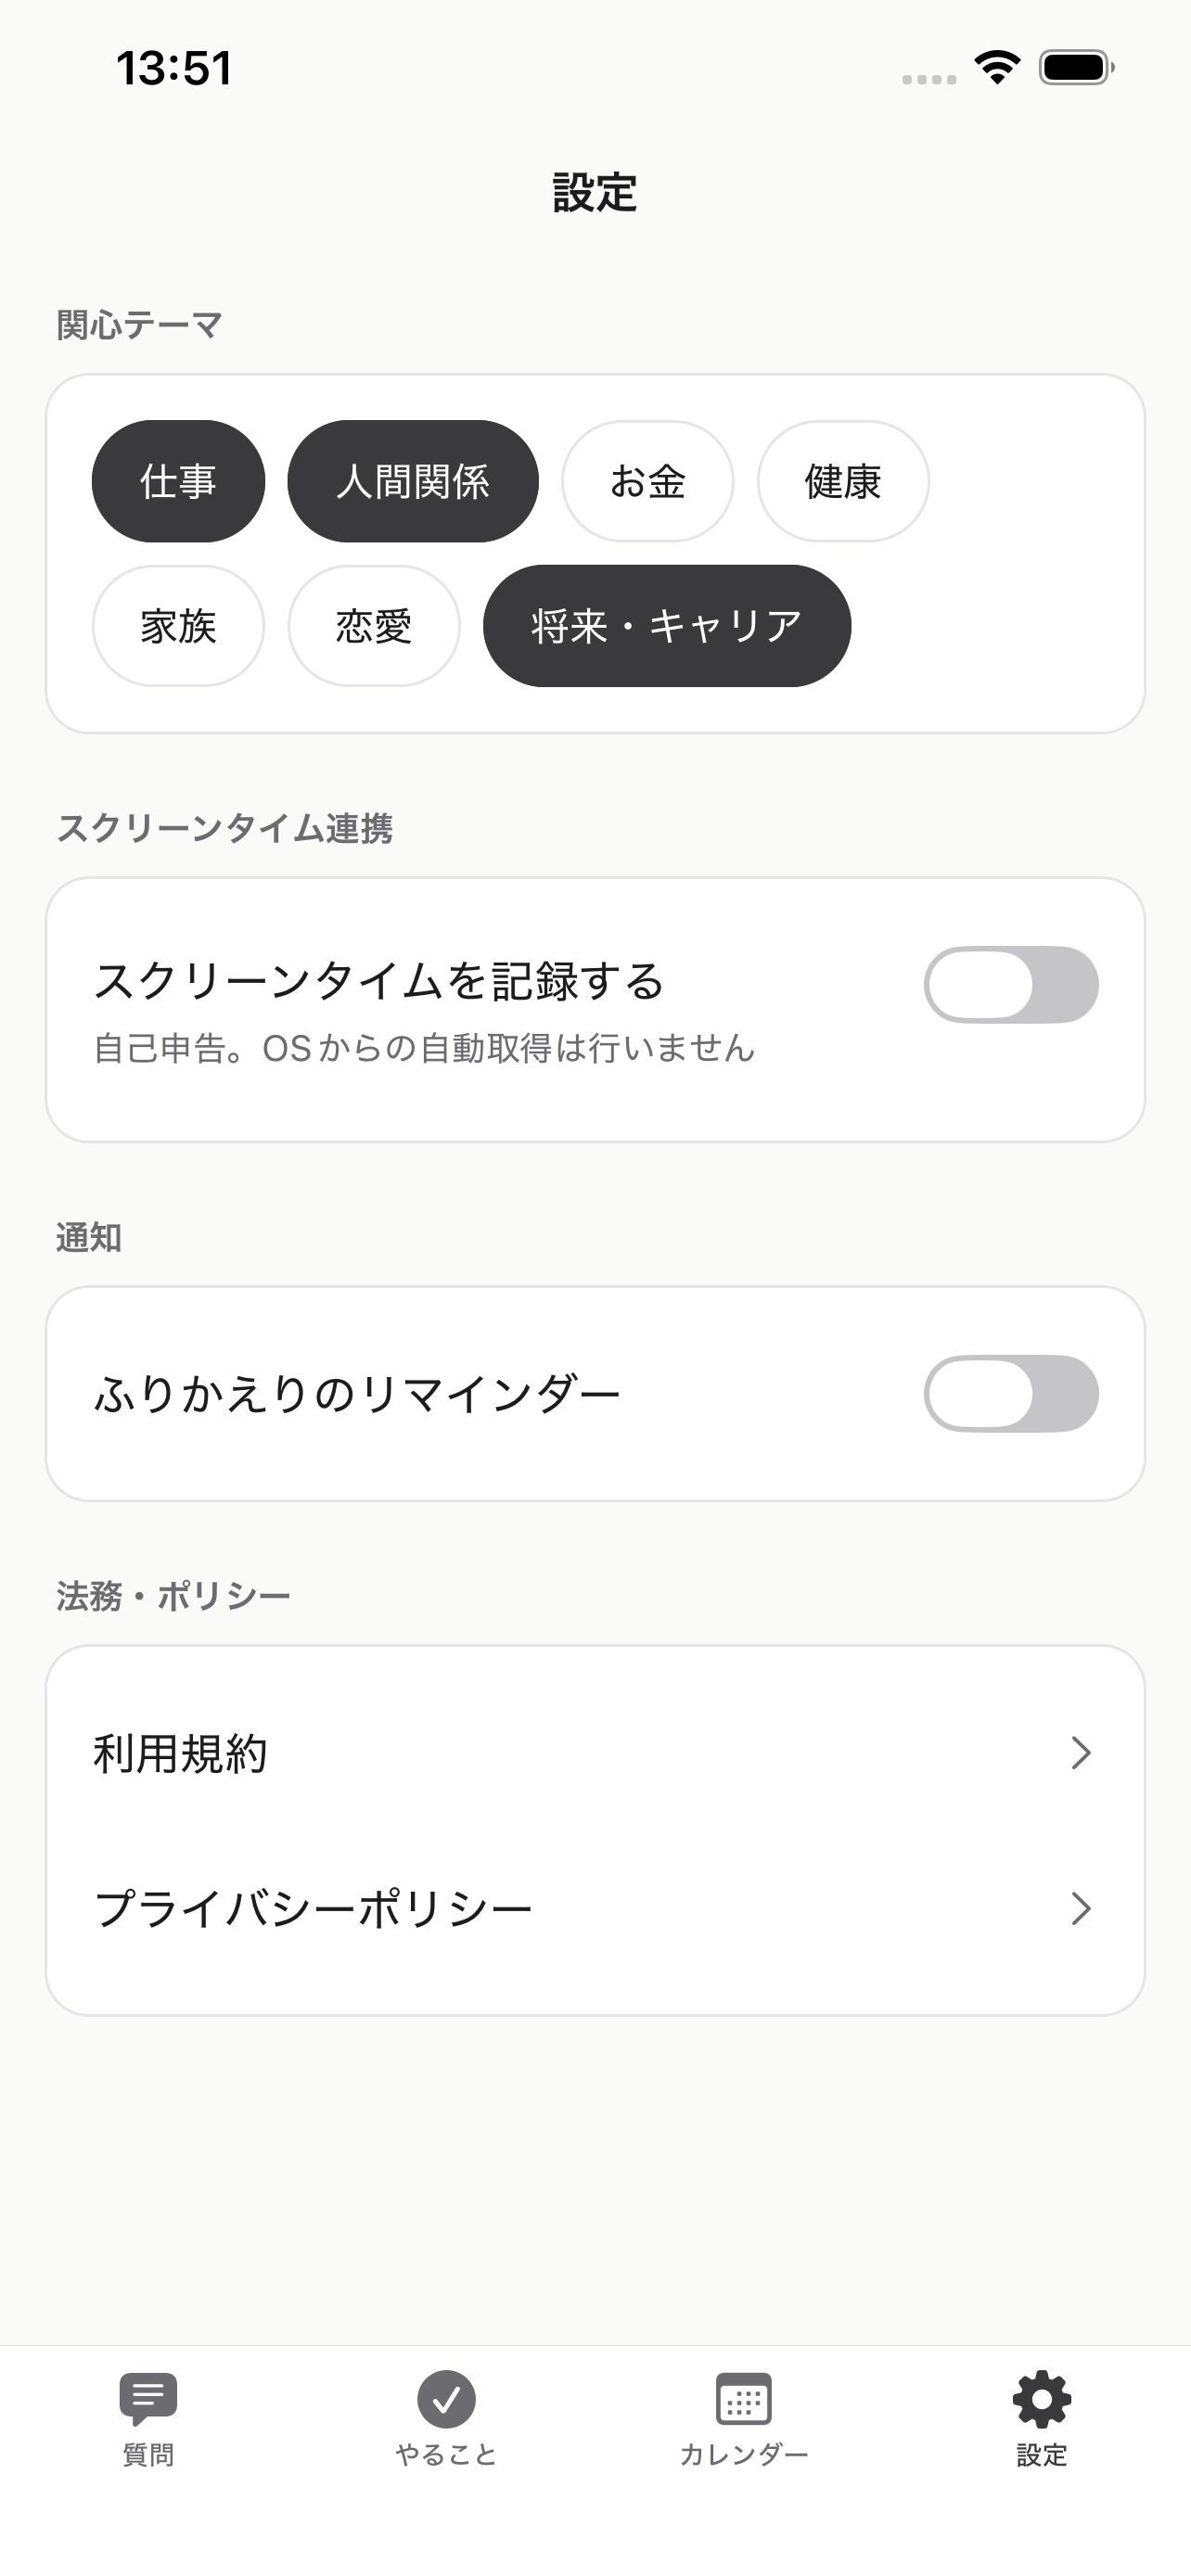 13:51
設定
関心テーマ
仕事 人間関係 お金 健康
家族 恋愛 将来・キャリア
スクリーンタイム連携
スクリーンタイムを記録する
自己申告。OSからの自動取得は行いません
通知
ふりかえりのリマインダー
法務・ポリシー
利用規約
プライバシーポリシー
質問 やること カレンダー 設定